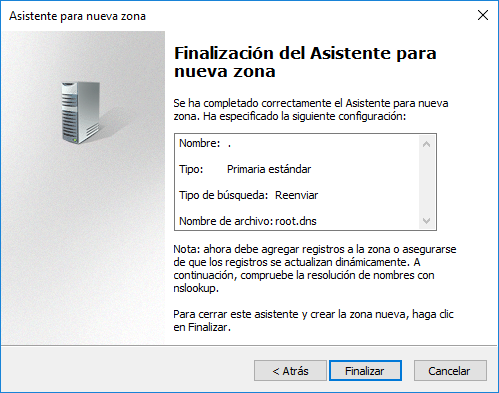 Asistente para nueva zona
Finalización del Asistente para
nueva zona
Se ha completado correctamente el Asistente para nueva
zona. Ha especificado la siguiente configuración:
Nombre: .
Tipo: Primaria estándar
Tipo de búsqueda: Reenviar
Nombre de archivo: root.dns
Nota: ahora debe agregar registros a la zona o asegurarse
de que los registros se actualizan dinámicamente. A
continuación, compruebe la resolución de nombres con
nslookup.
Para cerrar este asistente y crear la zona nueva, haga clic
en Finalizar.
< Atrás Finalizar Cancelar